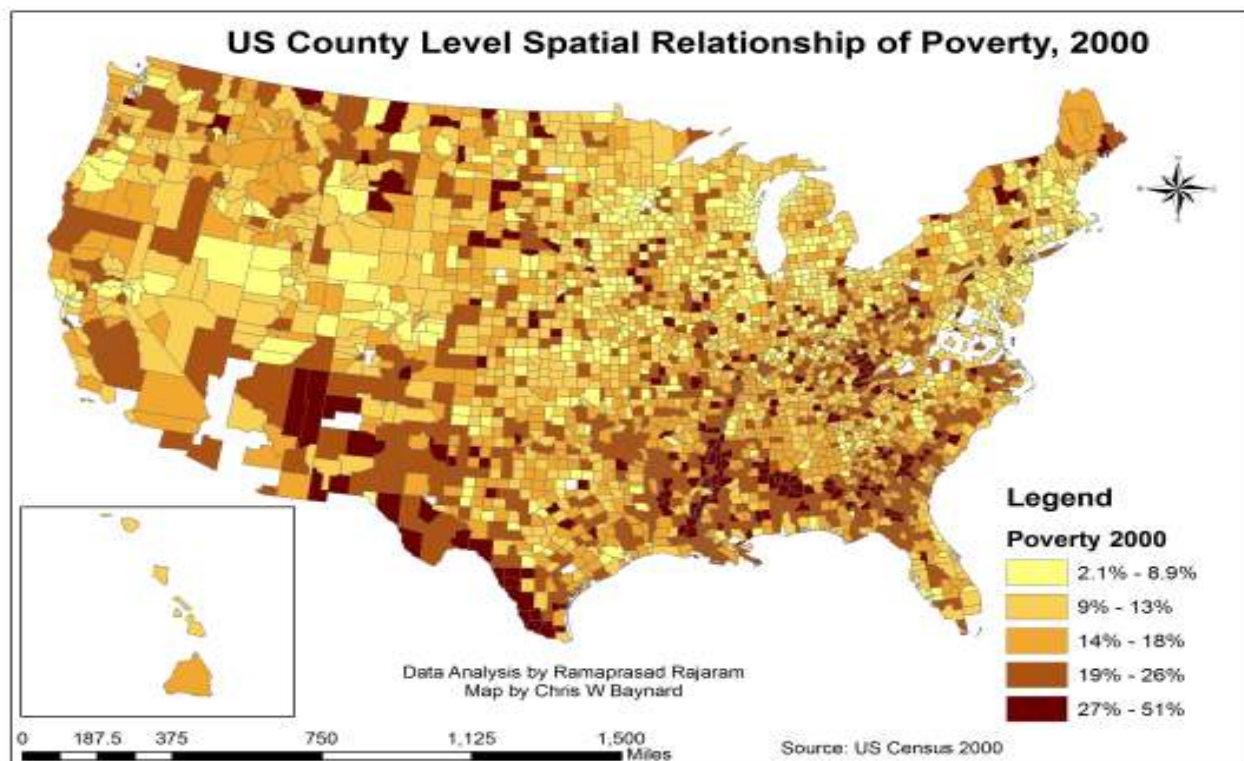 US County Level Spatial Relationship of Poverty, 2000
Legend
Poverty 2000
2.1% - 8.9%
9% - 13%
14% - 18%
19% - 26%
27% - 51%
Data Analysis by Ramaprasad Rajaram
Map by Chris W Baynard
0 187.5 375 750 1,125 1,500
Miles
Source: US Census 2000